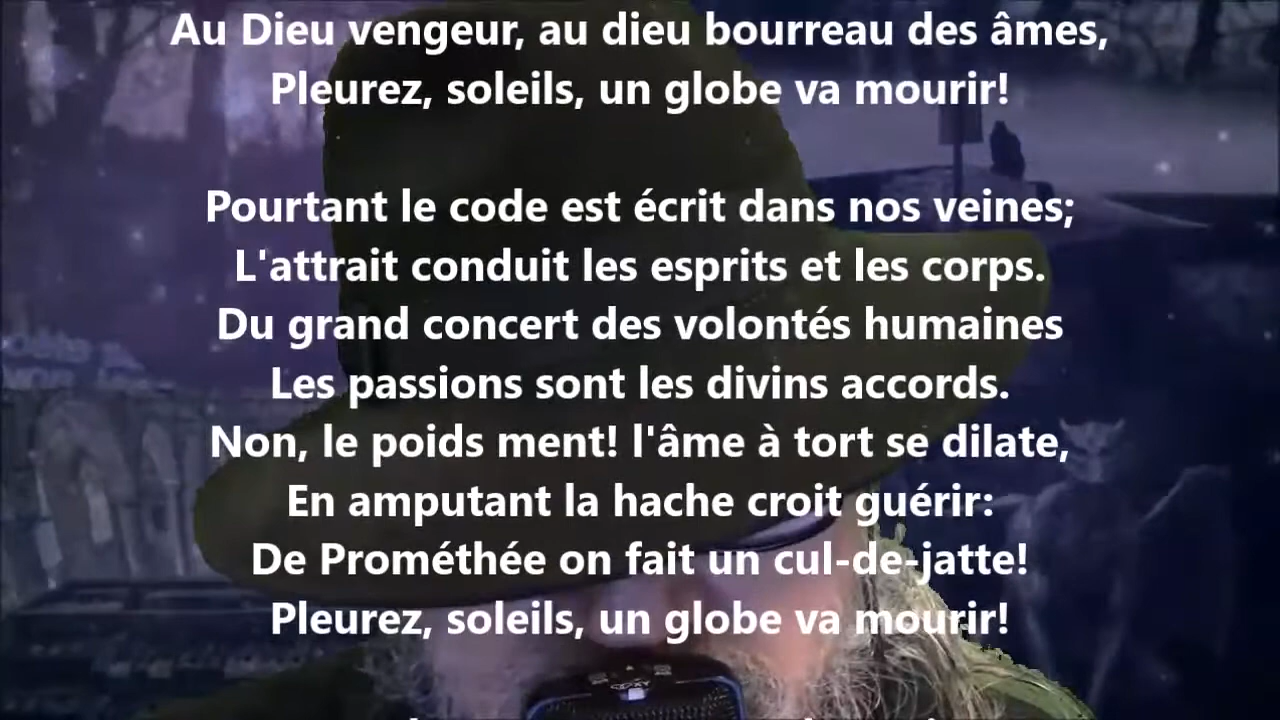 Au Dieu vengeur, au dieu bourreau des âmes,
Pleurez, soleils, un globe va mourir!
Pourtant le code est écrit dans nos veines;
L'attrait conduit les esprits et les corps.
Du grand concert des volontés humaines
Les passions sont les divins accords.
Non, le poids ment! l'âme à tort se dilate,
En amputant la hache croit guérir:
De Prométhée on fait un cul-de-jatte!
Pleurez, soleils, un globe va mourir!